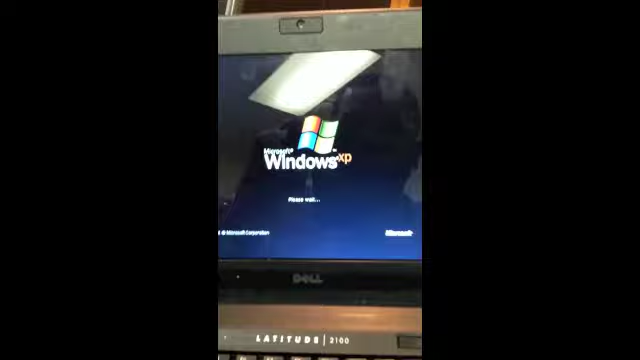 Microsoft®
Windows xp
Please wait...
© Microsoft Corporation
Microsoft
DELL
LATITUDE | 2100